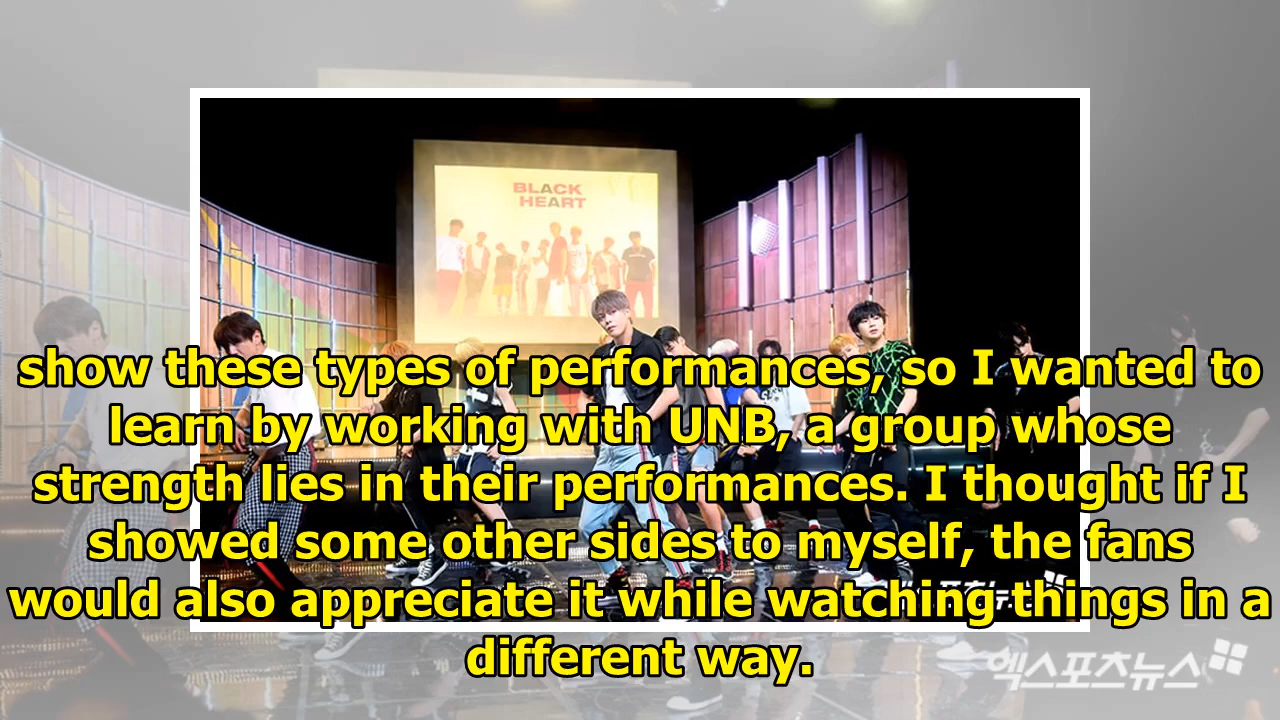 BLACK
HEART
show these types of performances, so I wanted to
learn by working with UNB, a group whose
strength lies in their performances. I thought if I
showed some other sides to myself, the fans
would also appreciate it while watching things in a
different way.
엑스포츠뉴스